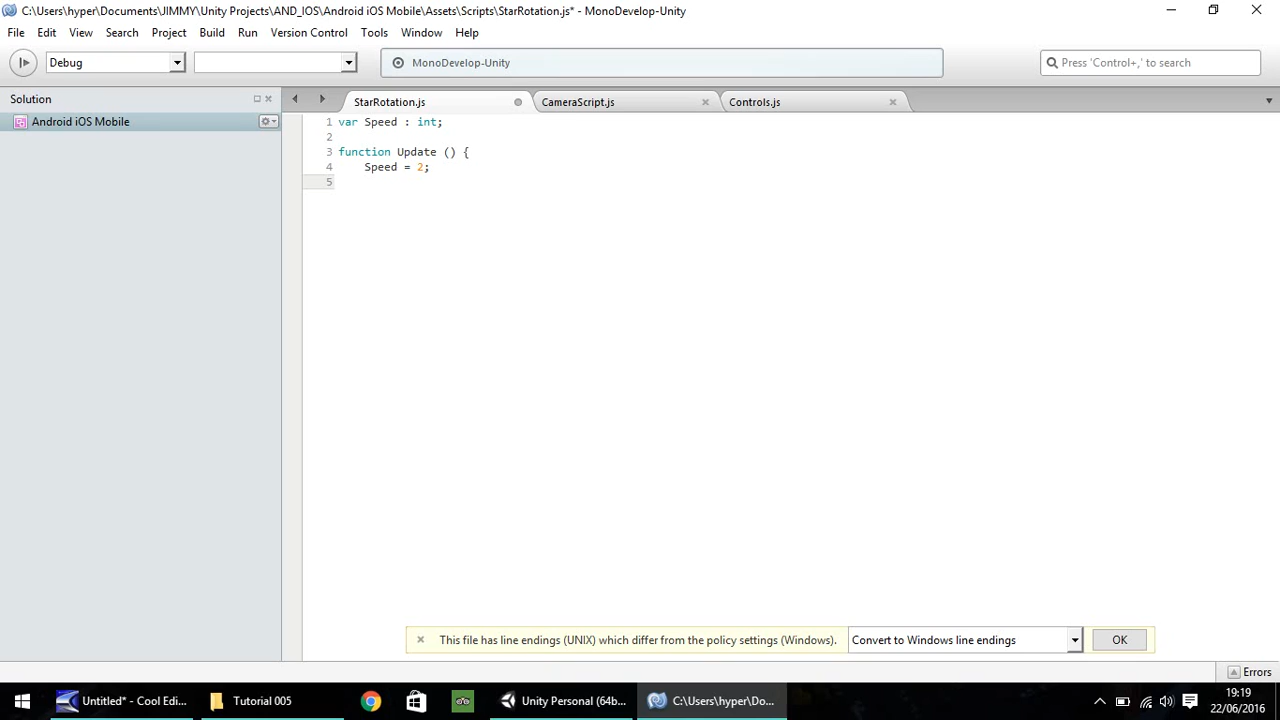 C:\Users\hyper\Documents\JIMMY\Unity Projects\AND_IOS\Android iOS Mobile\Assets\Scripts\StarRotation.js* - MonoDevelop-Unity
File Edit View Search Project Build Run Version Control Tools Window Help
Debug MonoDevelop-Unity Press 'Control+,' to search
Solution StarRotation.js CameraScript.js Controls.js
Android iOS Mobile
1 var Speed : int;
2
3 function Update () {
4 Speed = 2;
5
This file has line endings (UNIX) which differ from the policy settings (Windows). Convert to Windows line endings OK
Errors
Untitled* - Cool Edi... Tutorial 005 Unity Personal (64b... C:\Users\hyper\Do... 19:19
22/06/2016